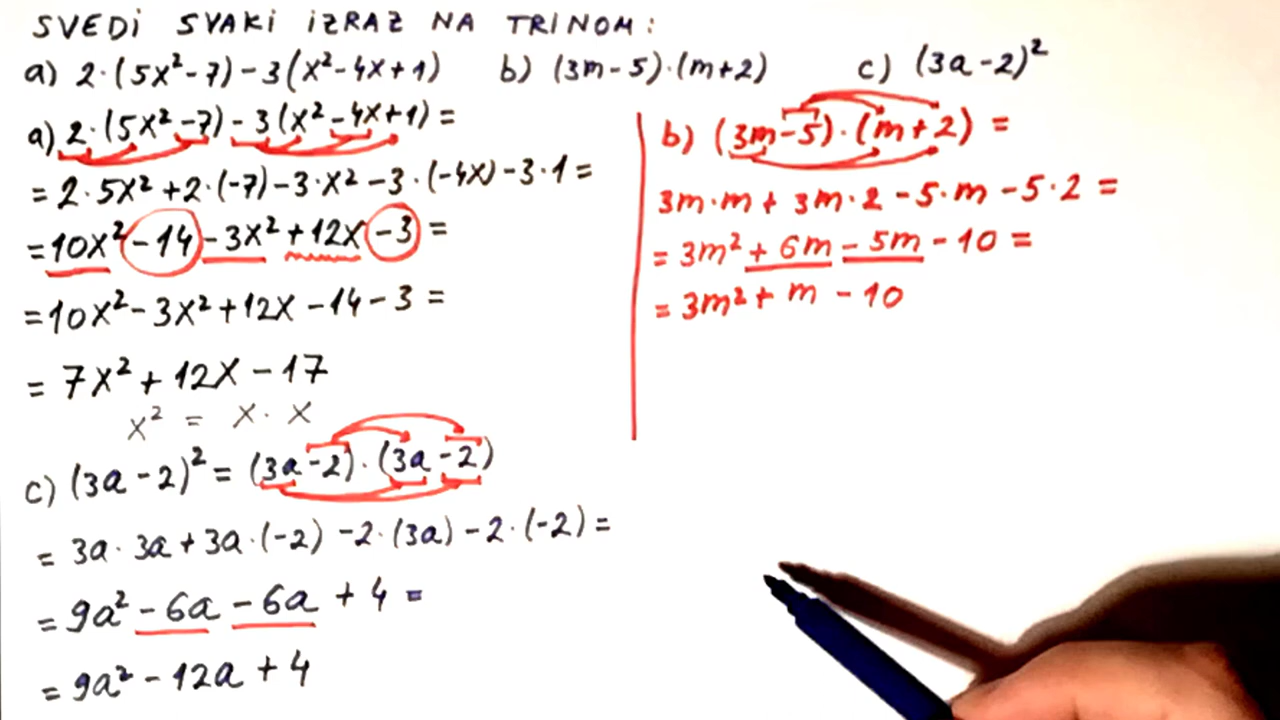 SVEDi SVAKi iZRAZ NA TRINOM:
a) 2·(5x²-7)-3(x²-4x+1) b) (3m-5)·(m+2) c) (3a-2)²
a) 2·(5x²-7)-3(x²-4x+1)=
=2·5x²+2·(-7)-3·x²-3·(-4x)-3·1=
=10x²-14-3x²+12x-3=
=10x²-3x²+12x-14-3=
=7x²+12x-17
x²=x·x
b) (3m-5)·(m+2)=
3m·m+3m·2-5·m-5·2=
=3m²+6m-5m-10=
=3m²+m-10
c) (3a-2)²=(3a-2)·(3a-2)
=3a·3a+3a·(-2)-2·(3a)-2·(-2)=
=9a²-6a-6a+4=
=9a²-12a+4